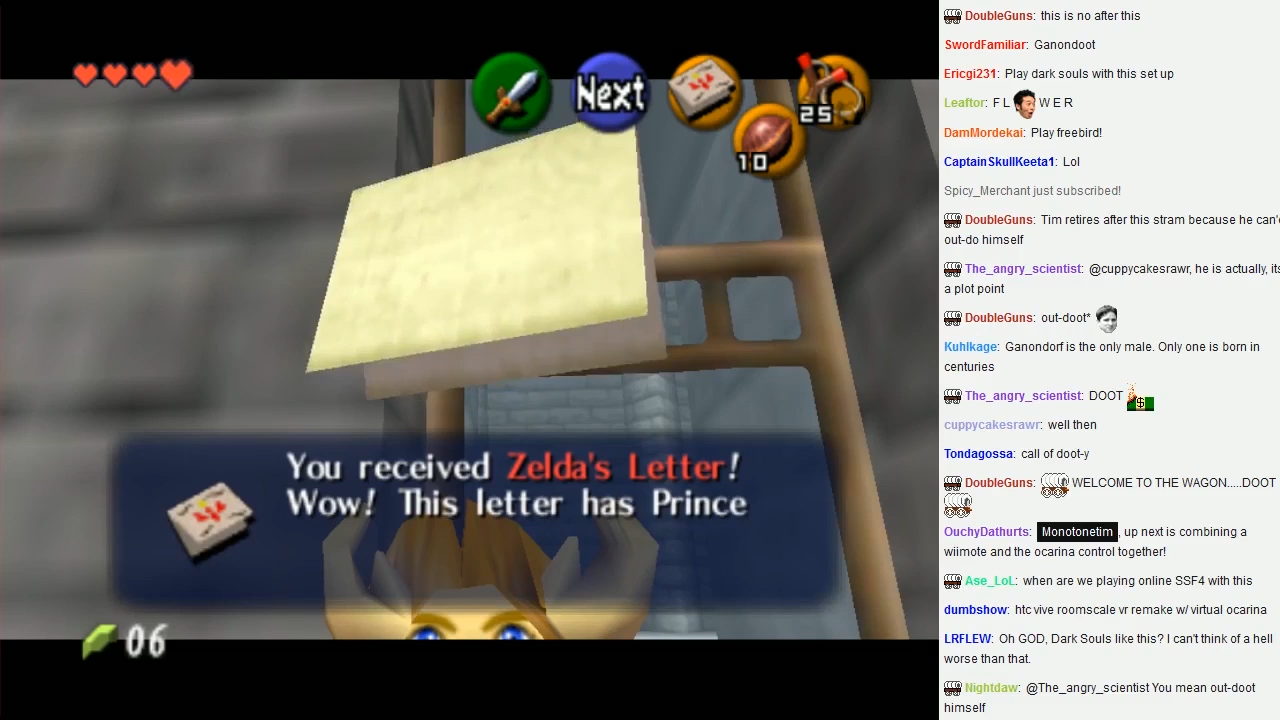 Next
25
10
You received Zelda's Letter!
Wow! This letter has Prince
06
DoubleGuns: this is no after this
SwordFamiliar: Ganondoot
Ericgi231: Play dark souls with this set up
Leaftor: F L W E R
DamMordekai: Play freebird!
CaptainSkullKeeta1: Lol
Spicy_Merchant just subscribed!
DoubleGuns: Tim retires after this stram because he can'
out-do himself
The_angry_scientist: @cuppycakesrawr, he is actually, its
a plot point
DoubleGuns: out-doot*
Kuhlkage: Ganondorf is the only male. Only one is born in
centuries
The_angry_scientist: DOOT
cuppycakesrawr: well then
Tondagossa: call of doot-y
DoubleGuns: WELCOME TO THE WAGON....DOOT
OuchyDathurts: Monotonetim, up next is combining a
wiimote and the ocarina control together!
Ase_LoL: when are we playing online SSF4 with this
dumbshow: htc vive roomscale vr remake w/ virtual ocarina
LRFLEW: Oh GOD, Dark Souls like this? I can't think of a hell
worse than that.
Nightdaw: @The_angry_scientist You mean out-doot
himself